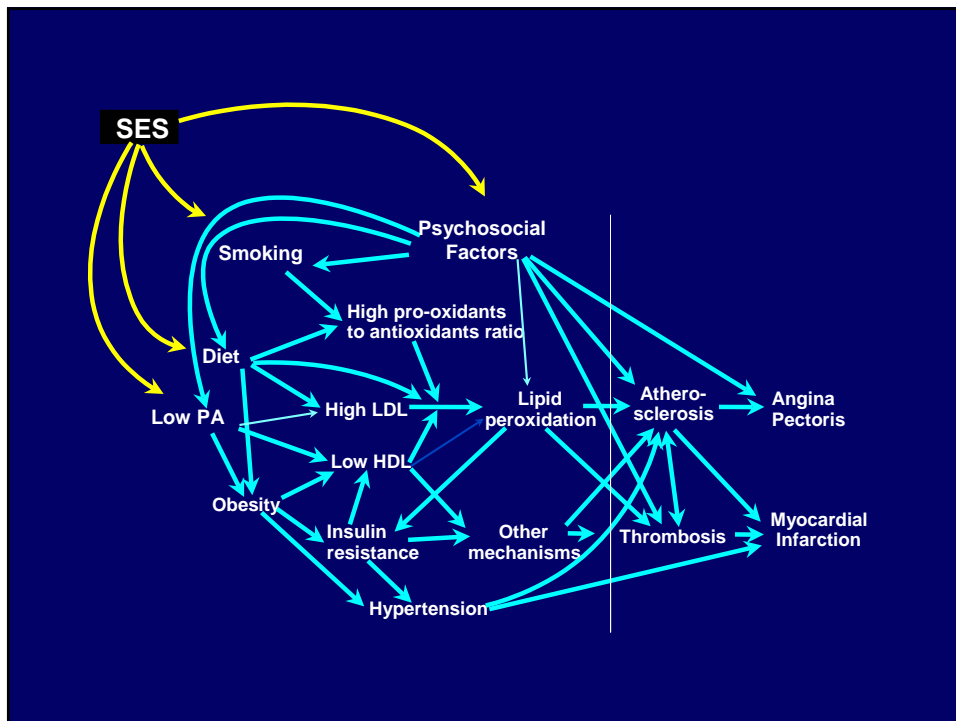 SES
Psychosocial
Factors
Smoking
High pro-oxidants
to antioxidants ratio
Diet
Low PA
High LDL
Lipid
peroxidation
Athero-
sclerosis
Angina
Pectoris
Low HDL
Obesity
Insulin
resistance
Other
mechanisms
Thrombosis
Myocardial
Infarction
Hypertension